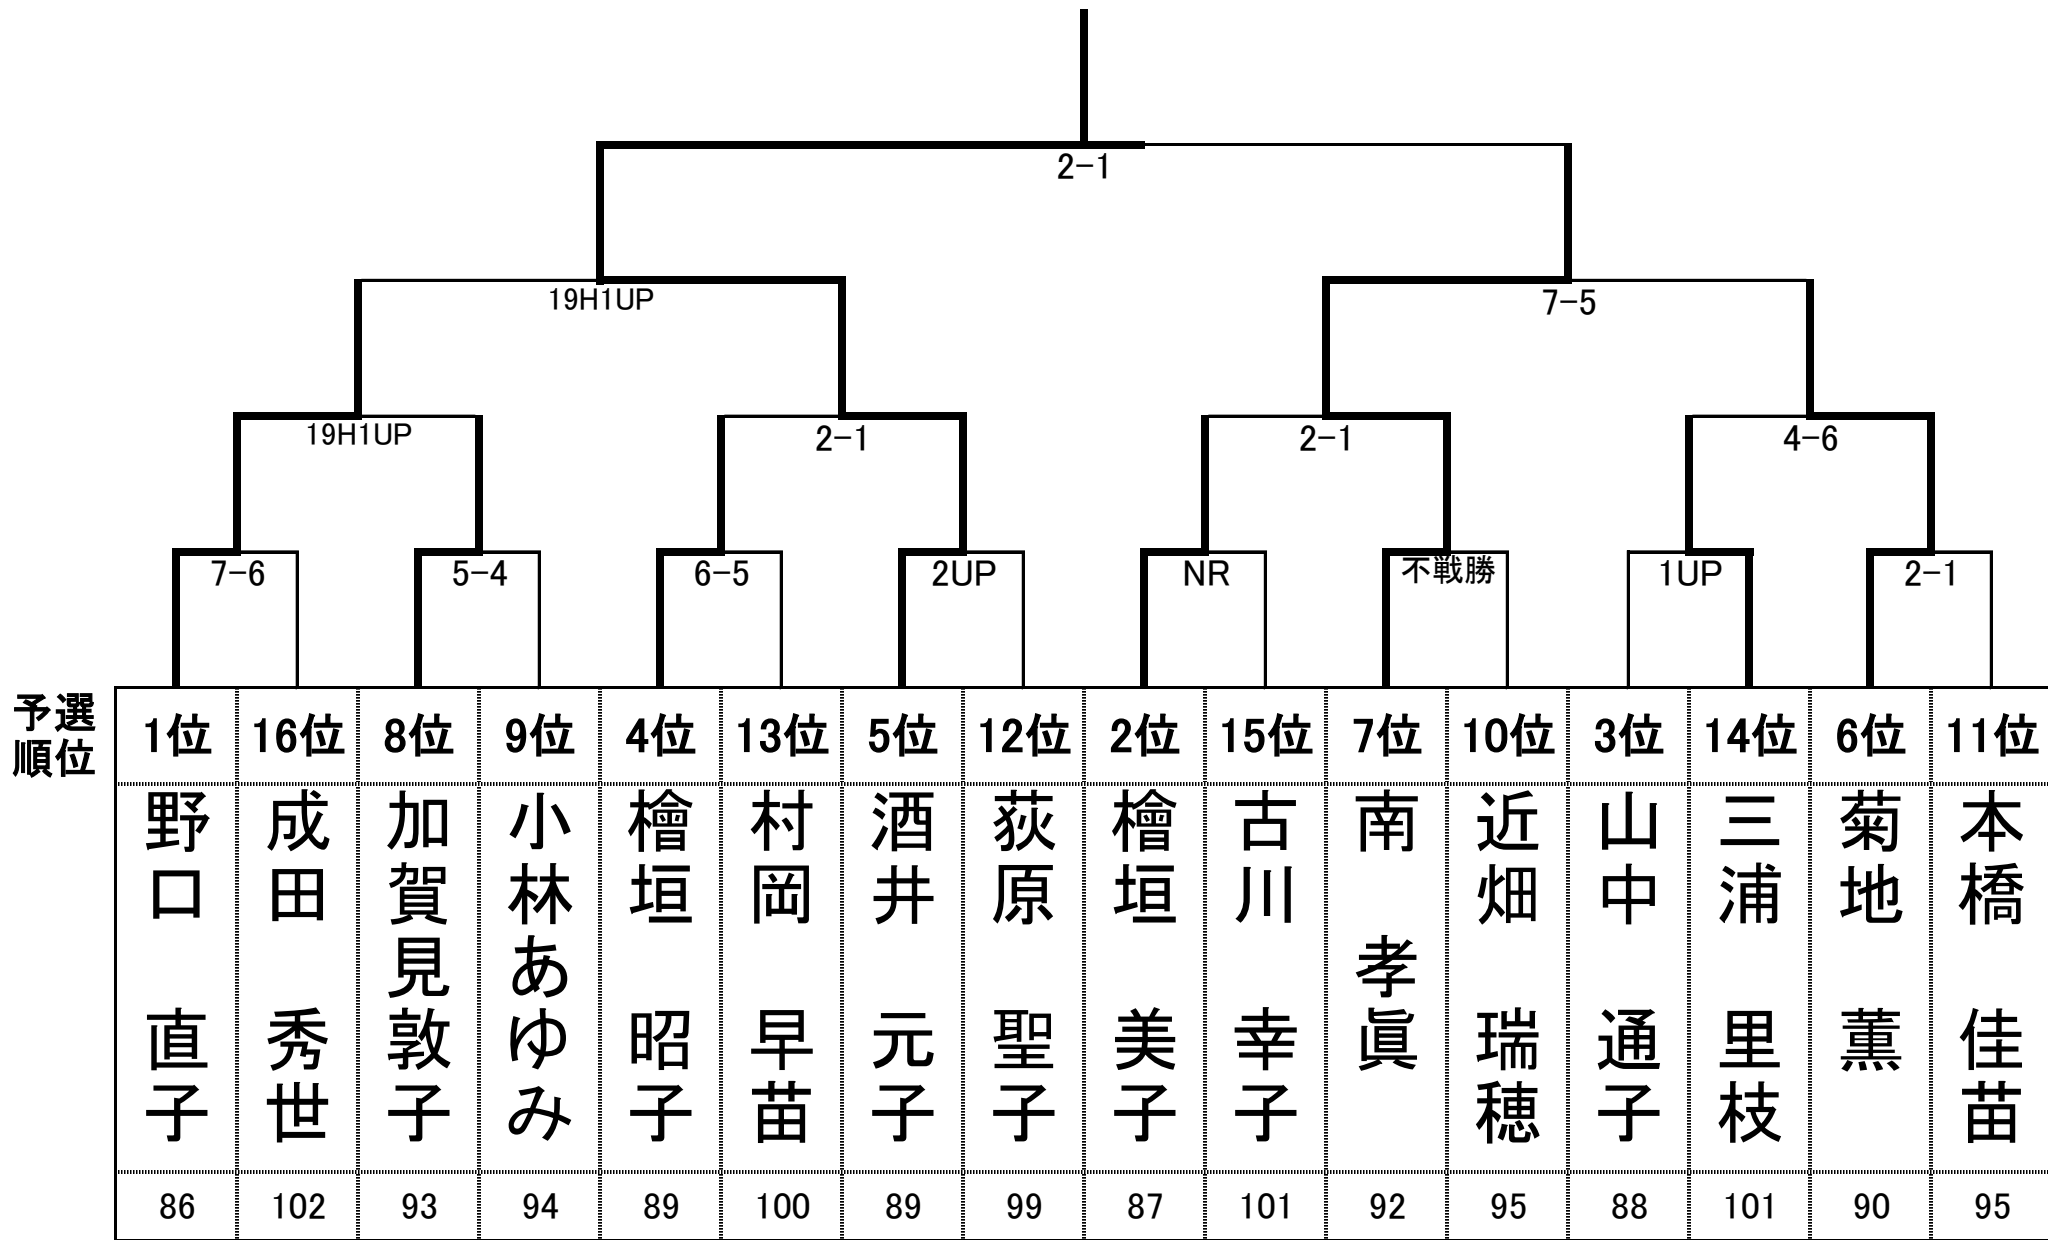 2-1
19H1UP
7-5
19H1UP
2-1
2-1
4-6
7-6
5-4
6-5
2UP
NR
不戦勝
1UP
2-1
予選
順位
1位 16位 8位 9位 4位 13位 5位 12位 2位 15位 7位 10位 3位 14位 6位 11位
野口 直子
成田 秀世
加賀見敦子
小林あゆみ
檜垣 昭子
村岡 早苗
酒井 元子
荻原 聖子
檜垣 美子
古川 幸子
南 孝眞
近畑 瑞穂
山中 通子
三浦 里枝
菊地 薫
本橋 佳苗
86 102 93 94 89 100 89 99 87 101 92 95 88 101 90 95